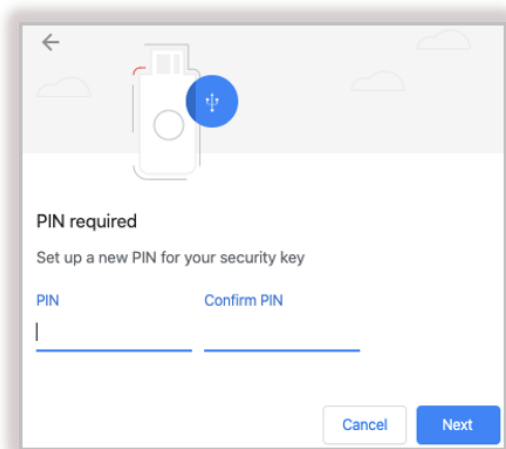 PIN required
Set up a new PIN for your security key
PIN Confirm PIN
Cancel Next